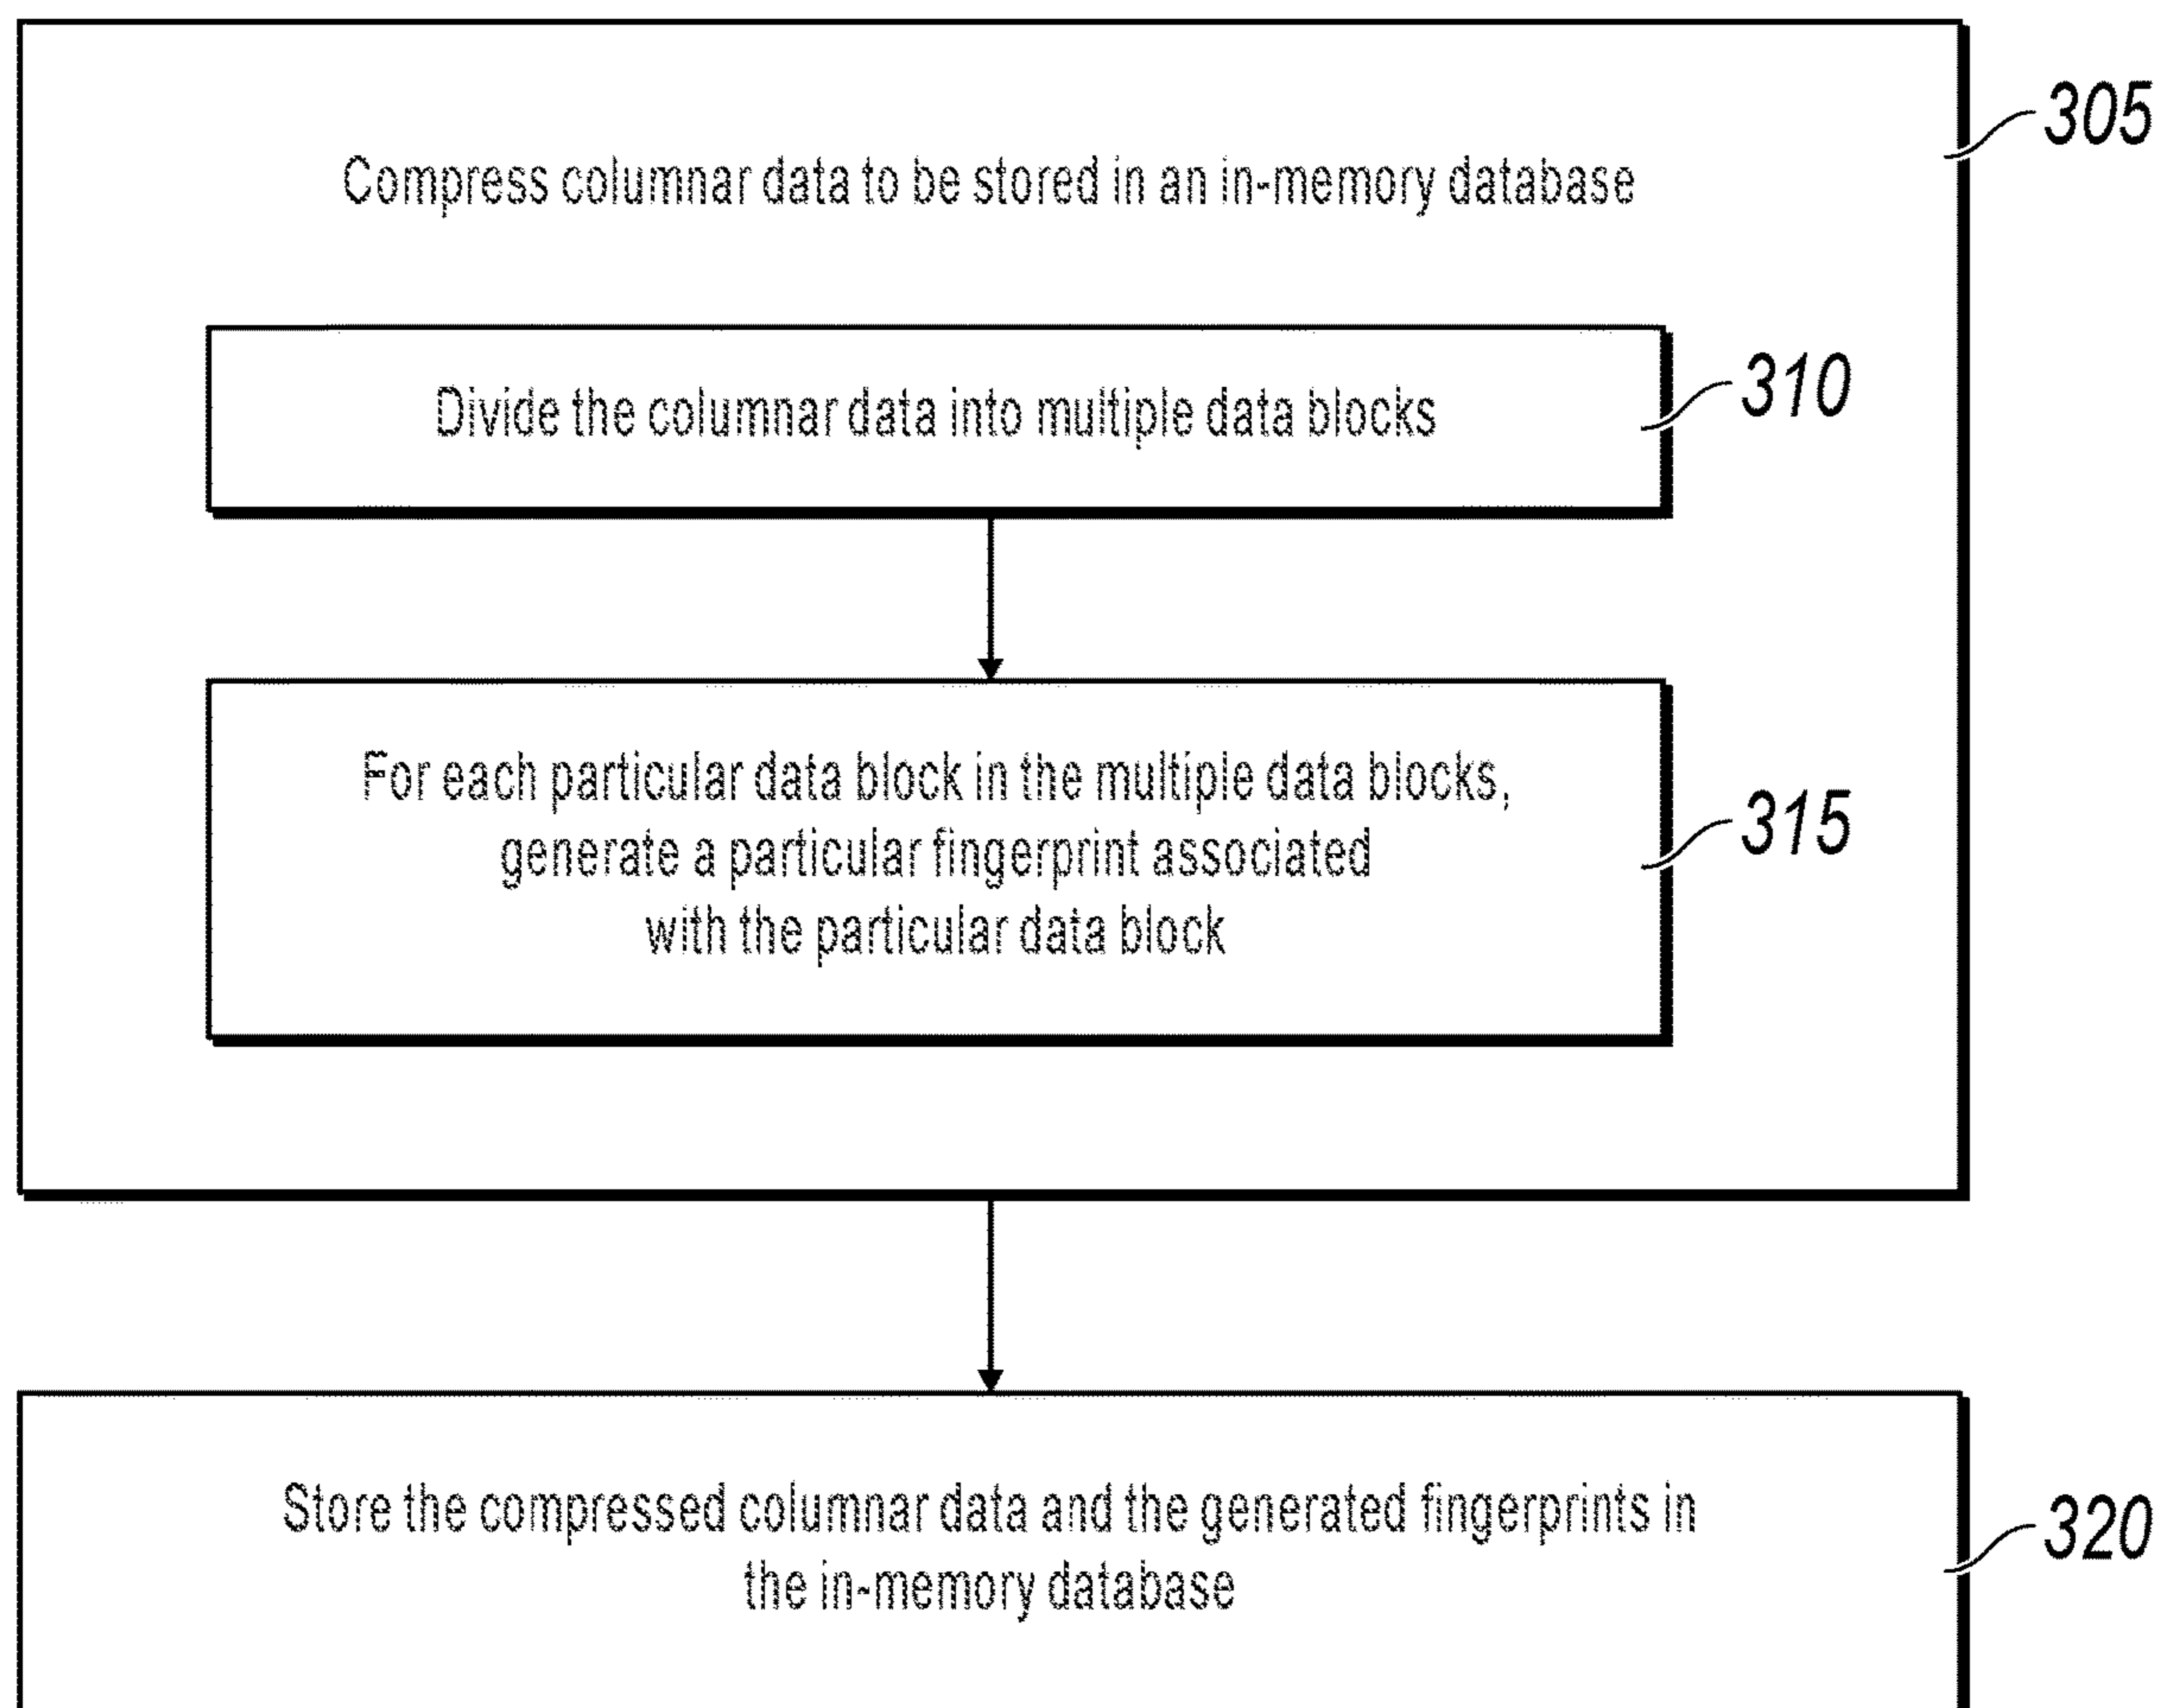 305
Compress columnar data to be stored in an in-memory database
Divide the columnar data into multiple data blocks
310
For each particular data block in the multiple data blocks,
generate a particular fingerprint associated
with the particular data block
315
Store the compressed columnar data and the generated fingerprints in
the in-memory database
320